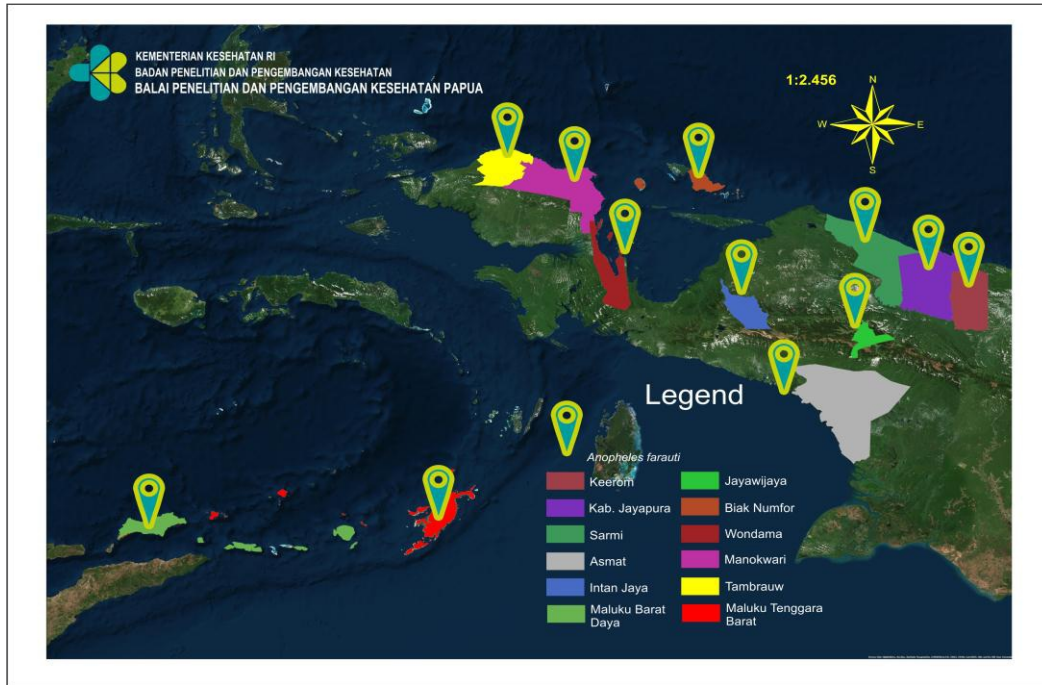 KEMENTERIAN KESEHATAN RI
BADAN PENELITIAN DAN PENGEMBANGAN KESEHATAN
BALAI PENELITIAN DAN PENGEMBANGAN KESEHATAN PAPUA
1:2.456
N
W
E
S
Legend
Anopheles farauti
Keerom
Kab. Jayapura
Sarmi
Asmat
Intan Jaya
Maluku Barat
Daya
Jayawijaya
Biak Numfor
Wondama
Manokwari
Tambrauw
Maluku Tenggara
Barat